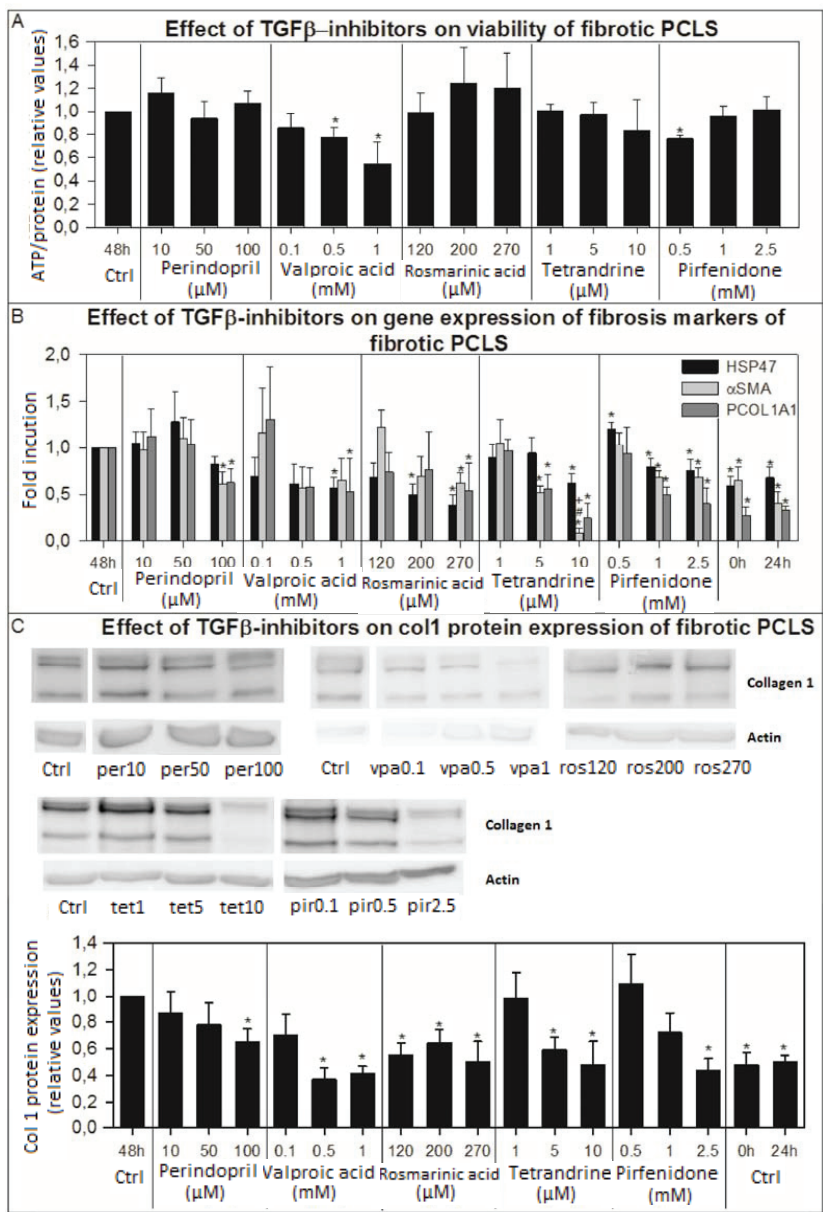 A
Effect of TGFβ–inhibitors on viability of fibrotic PCLS
ATP/protein (relative values)
1,6
1,4
1,2
1,0
0,8
0,6
0,4
0,2
0,0
* * *
48h 10 50 100 0.1 0.5 1 120 200 270 1 5 10 0.5 1 2.5
Ctrl Perindopril Valproic acid Rosmarinic acid Tetrandrine Pirfenidone
(μM) (mM) (μM) (μM) (mM)
B
Effect of TGFβ-inhibitors on gene expression of fibrosis markers of
fibrotic PCLS
Fold incution
2,0
1,5
1,0
0,5
0,0
HSP47
αSMA
PCOL1A1
* * * * * * * * * * * + # * * * * * * * * * * * * * * * *
48h 10 50 100 0.1 0.5 1 120 200 270 1 5 10 0.5 1 2.5 0h 24h
Ctrl Perindopril Valproic acid Rosmarinic acid Tetrandrine Pirfenidone
(μM) (mM) (μM) (μM) (mM)
C
Effect of TGFβ-inhibitors on col1 protein expression of fibrotic PCLS
Collagen 1
Actin
Ctrl per10 per50 per100 Ctrl vpa0.1 vpa0.5 vpa1 ros120 ros200 ros270
Collagen 1
Actin
Ctrl tet1 tet5 tet10 pir0.1 pir0.5 pir2.5
Col 1 protein expression
(relative values)
1,4
1,2
1,0
0,8
0,6
0,4
0,2
0,0
* * * * * * * * * * *
48h 10 50 100 0.1 0.5 1 120 200 270 1 5 10 0.5 1 2.5 0h 24h
Ctrl Perindopril Valproic acid Rosmarinic acid Tetrandrine Pirfenidone Ctrl
(μM) (mM) (μM) (μM) (mM)